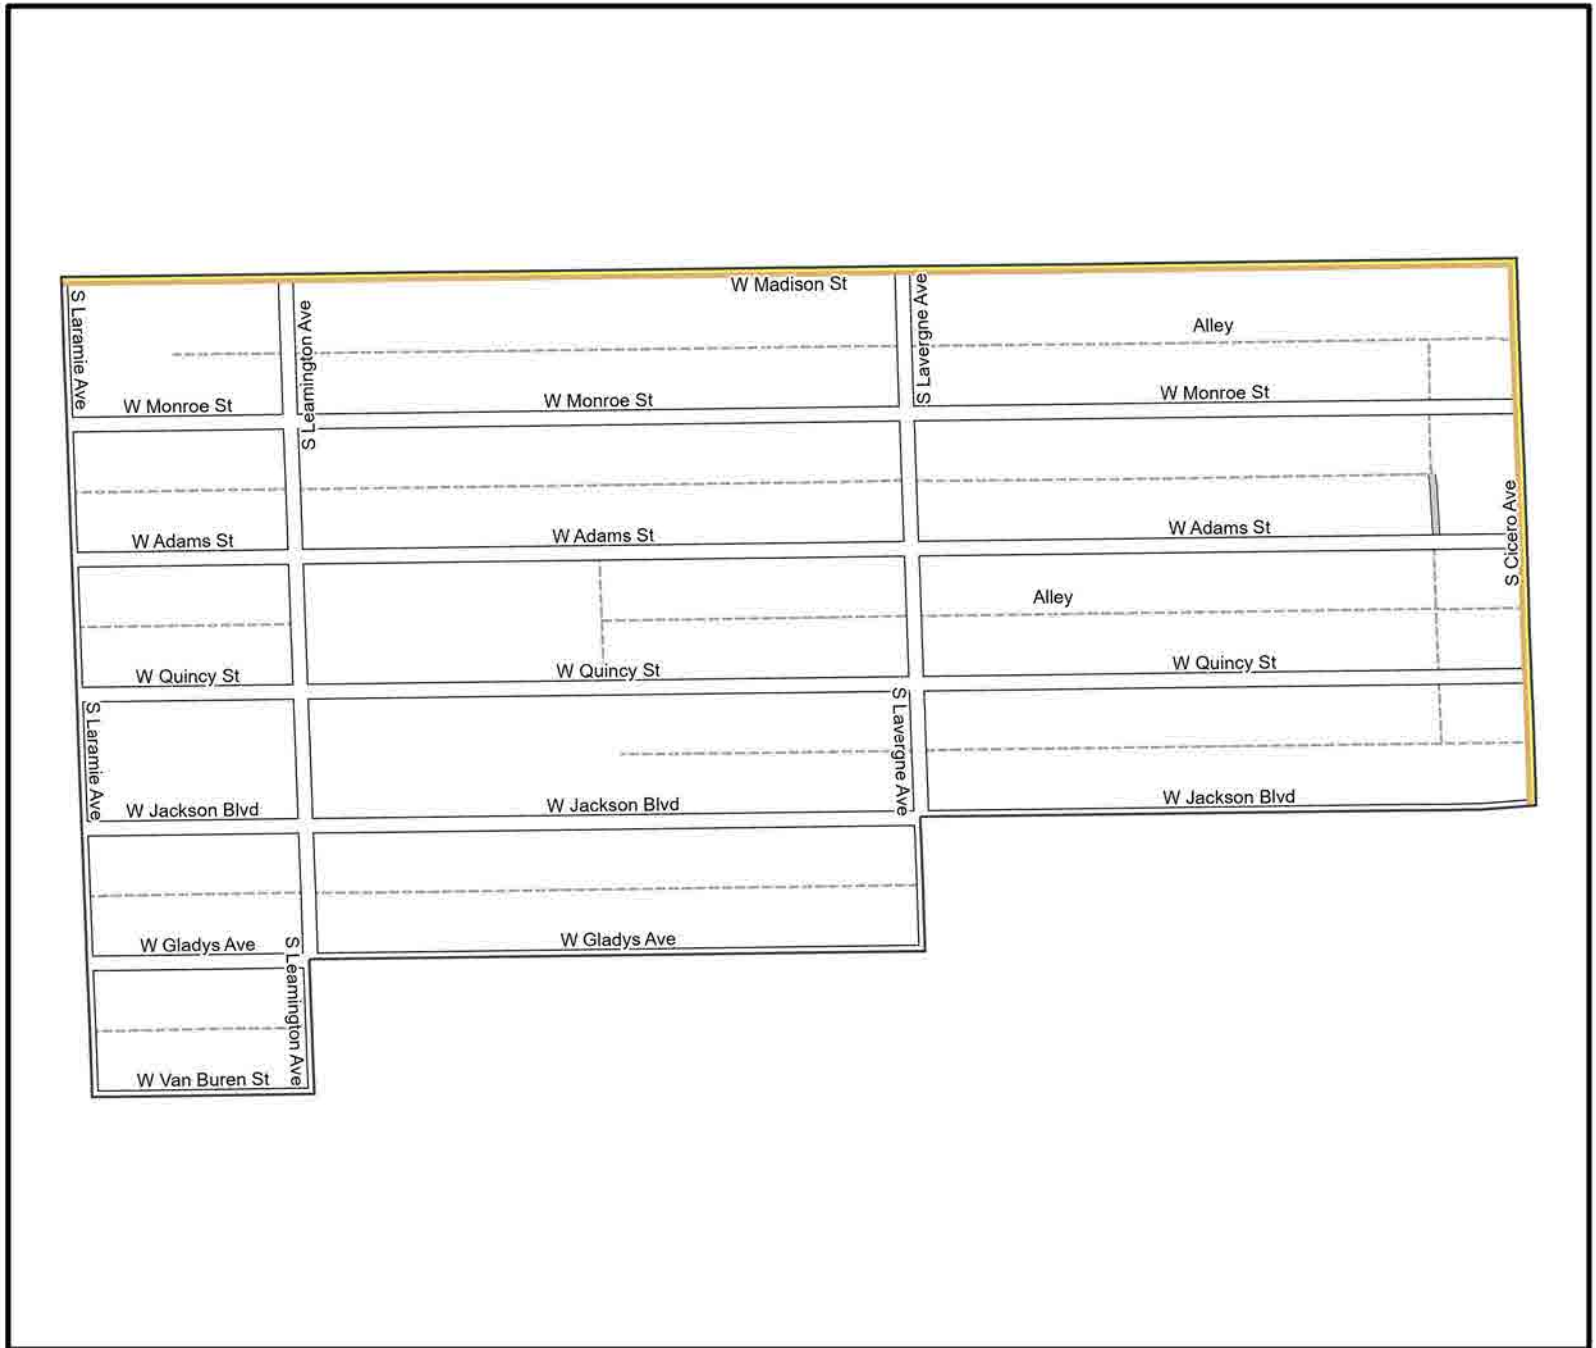 W Madison St
S Laramie Ave
S Leamington Ave
S Lavergne Ave
Alley
W Monroe St
W Monroe St
W Monroe St
W Adams St
W Adams St
W Adams St
S Cicero Ave
Alley
W Quincy St
W Quincy St
W Quincy St
S Laramie Ave
S Lavergne Ave
W Jackson Blvd
W Jackson Blvd
W Jackson Blvd
W Gladys Ave
W Gladys Ave
S Leamington Ave
W Van Buren St